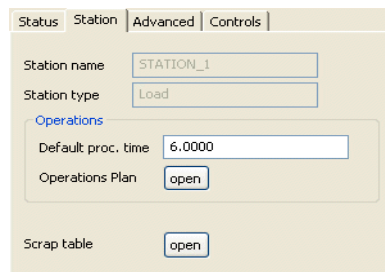 Status Station Advanced Controls
Station name STATION_1
Station type Load
Operations
Default proc. time 6.0000
Operations Plan open
Scrap table open